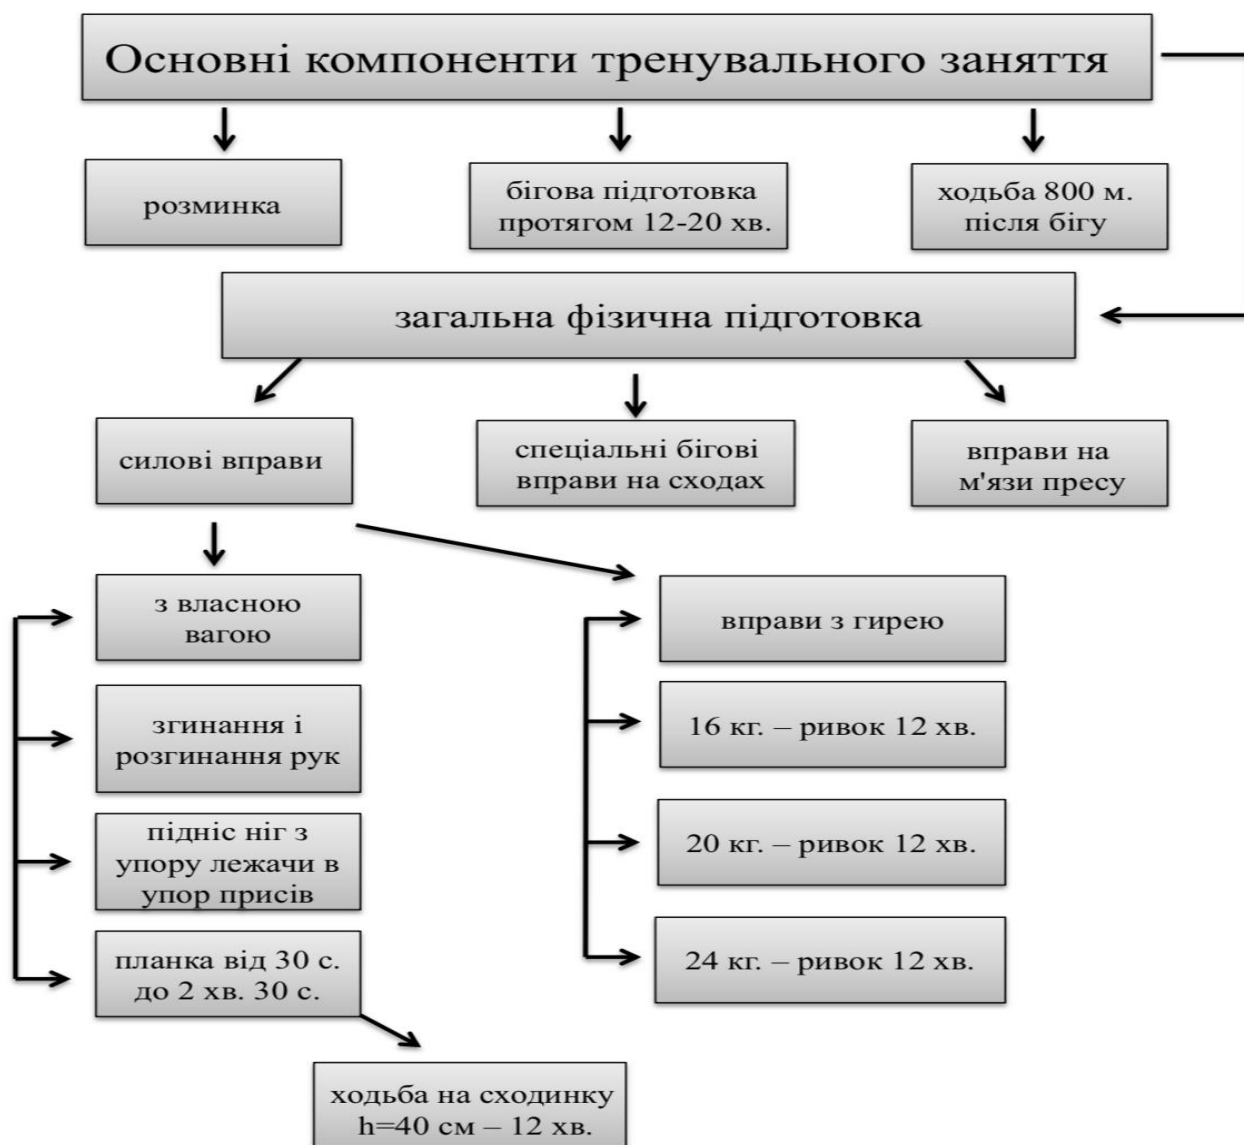 Основні компоненти тренувального заняття
розминка
бігова підготовка
протягом 12-20 хв.
ходьба 800 м.
після бігу
загальна фізична підготовка
силові вправи
спеціальні бігові
вправи на сходах
вправи на
м'язи пресу
з власною
вагою
згинання і
розгинання рук
підніс ніг з
упору лежачи в
упор присів
планка від 30 с.
до 2 хв. 30 с.
ходьба на сходинку
h=40 см – 12 хв.
вправи з гирею
16 кг. – ривок 12 хв.
20 кг. – ривок 12 хв.
24 кг. – ривок 12 хв.